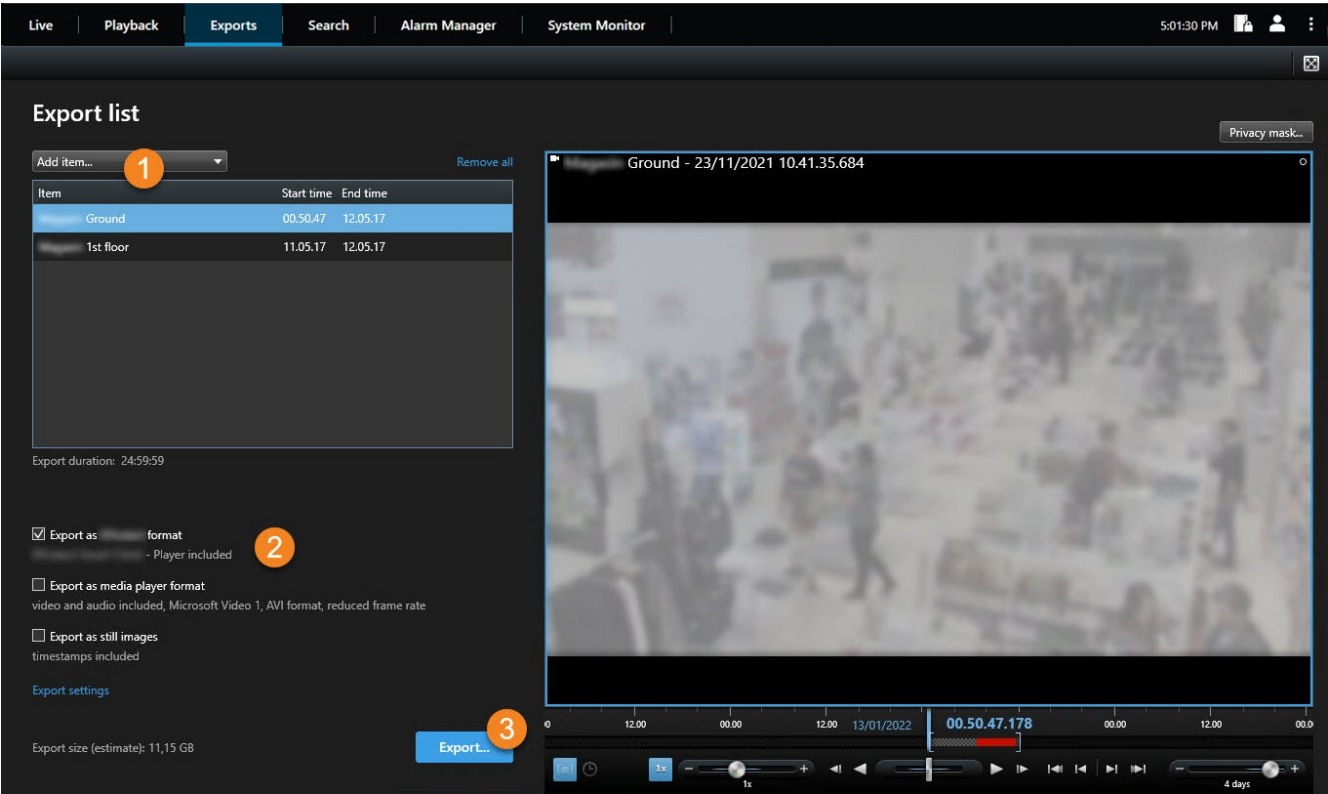 Live Playback Exports Search Alarm Manager System Monitor 5:01:30 PM
Export list
Privacy mask...
Add item... 1 Remove all
Ground - 23/11/2021 10.41.35.684
Item Start time End time
Ground 00.50.47 12.05.17
1st floor 11.05.17 12.05.17
Export duration: 24:59:59
Export as format
- Player included
2
Export as media player format
video and audio included, Microsoft Video 1, AVI format, reduced frame rate
Export as still images
timestamps included
Export settings
3
0 12.00 00.00 12.00 13/01/2022 00.50.47.178 00.00 12.00 00.0
Export size (estimate): 11,15 GB
Export...
1x
1x
4 days